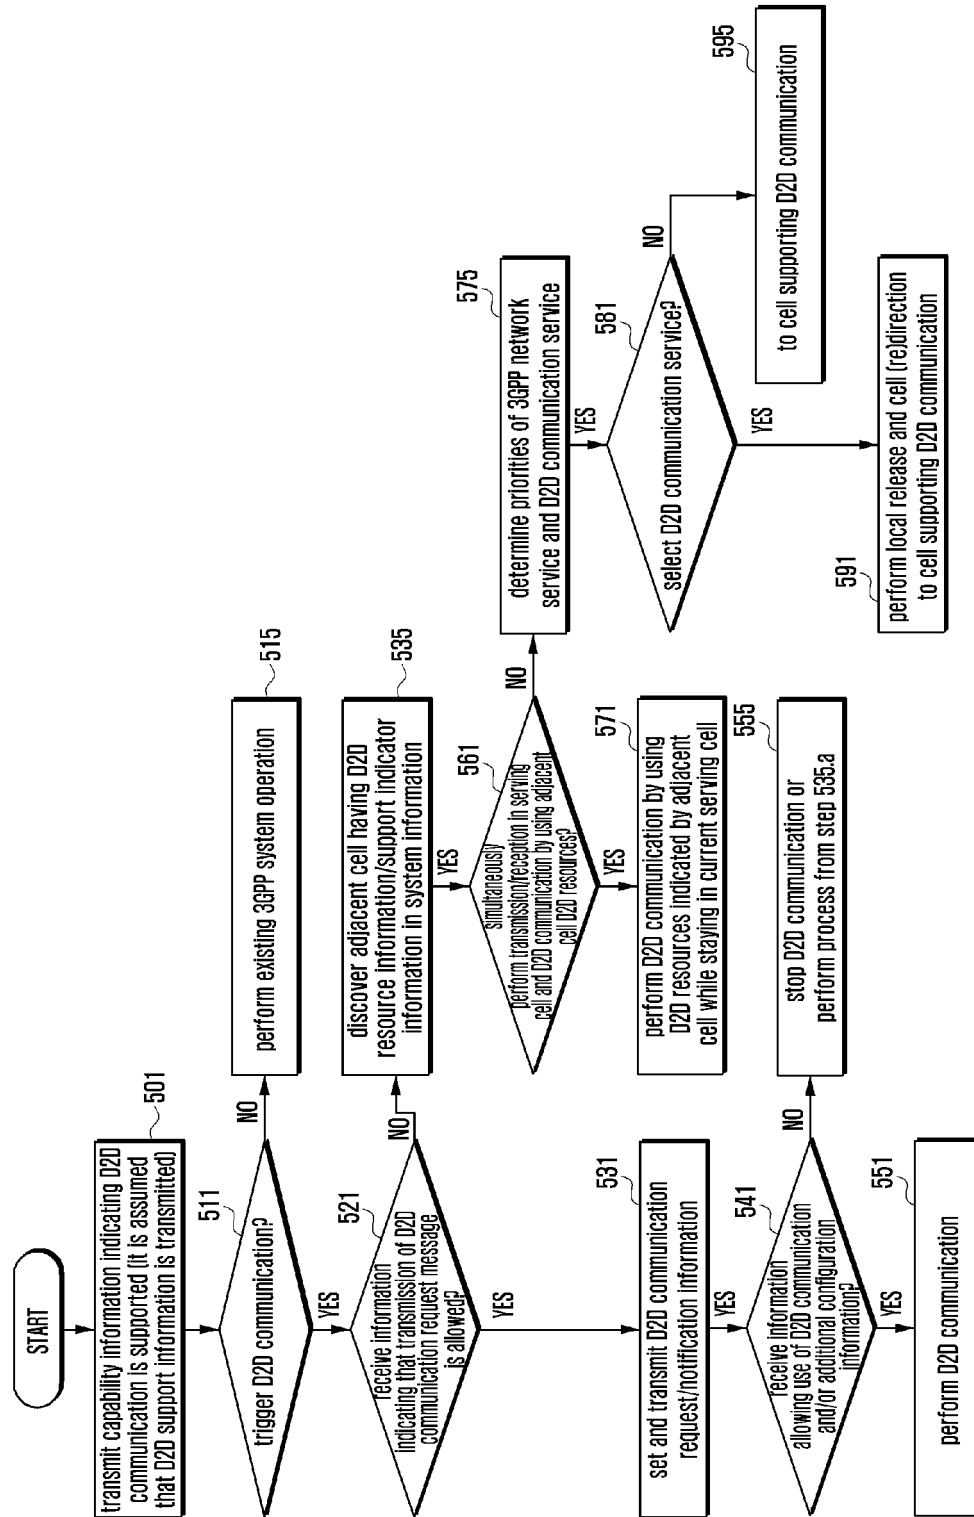 START
transmit capability information indicating D2D
communication is supported (it is assumed
that D2D support information is transmitted)
501
trigger D2D communication?
511
NO
YES
perform existing 3GPP system operation
515
receive information
indicating that transmission of D2D
communication request message
is allowed?
521
NO
YES
discover adjacent cell having D2D
resource information/support indicator
information in system information
535
YES
simultaneously
perform transmission/reception in serving
cell and D2D communication by using adjacent
cell D2D resources?
561
NO
YES
determine priorities of 3GPP network
service and D2D communication service
575
YES
select D2D communication service?
581
NO
YES
to cell supporting D2D communication
595
perform local release and cell (re)direction
to cell supporting D2D communication
591
perform D2D communication by using
D2D resources indicated by adjacent
cell while staying in current serving cell
571
set and transmit D2D communication
request/notification information
531
YES
receive information
allowing use of D2D communication
and/or additional configuration
information?
541
NO
YES
stop D2D communication or
perform process from step 535.a
555
perform D2D communication
551